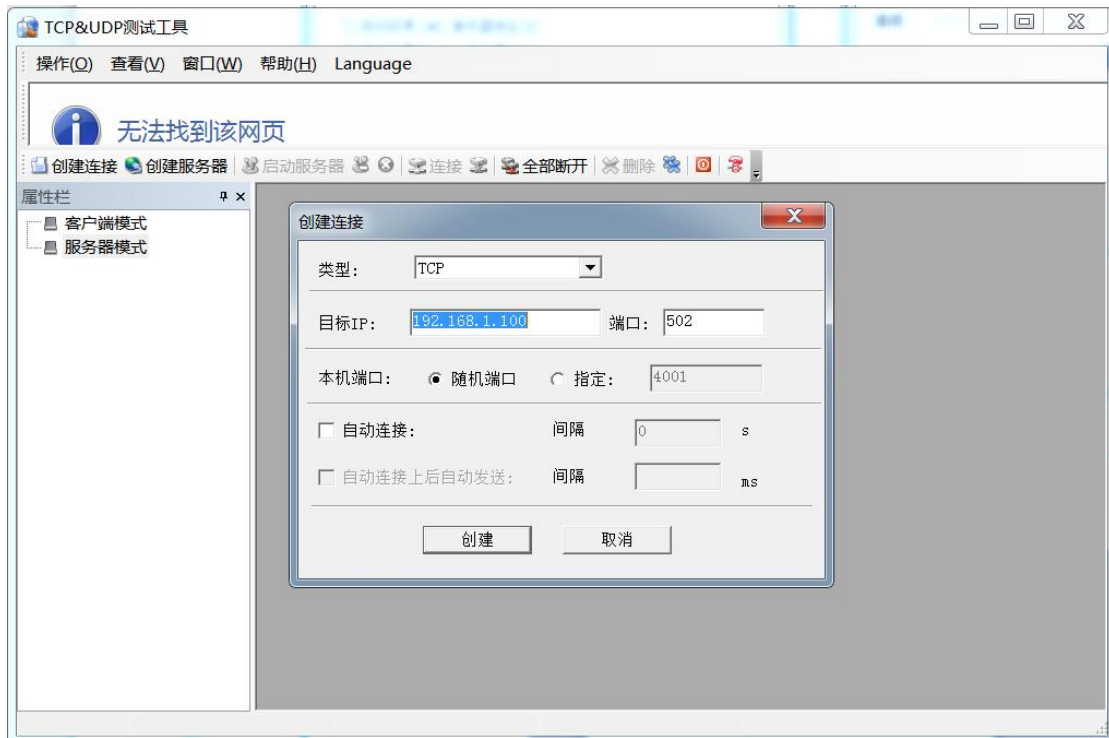 TCP&UDP测试工具
操作(O) 查看(V) 窗口(W) 帮助(H) Language
无法找到该网页
创建连接 创建服务器 启动服务器 连接 全部断开 删除
属性栏
客户端模式
服务器模式
创建连接
类型: TCP
目标IP: 192.168.1.100 端口: 502
本机端口: 随机端口 指定: 4001
自动连接: 间隔 0 s
自动连接上后自动发送: 间隔 ms
创建 取消